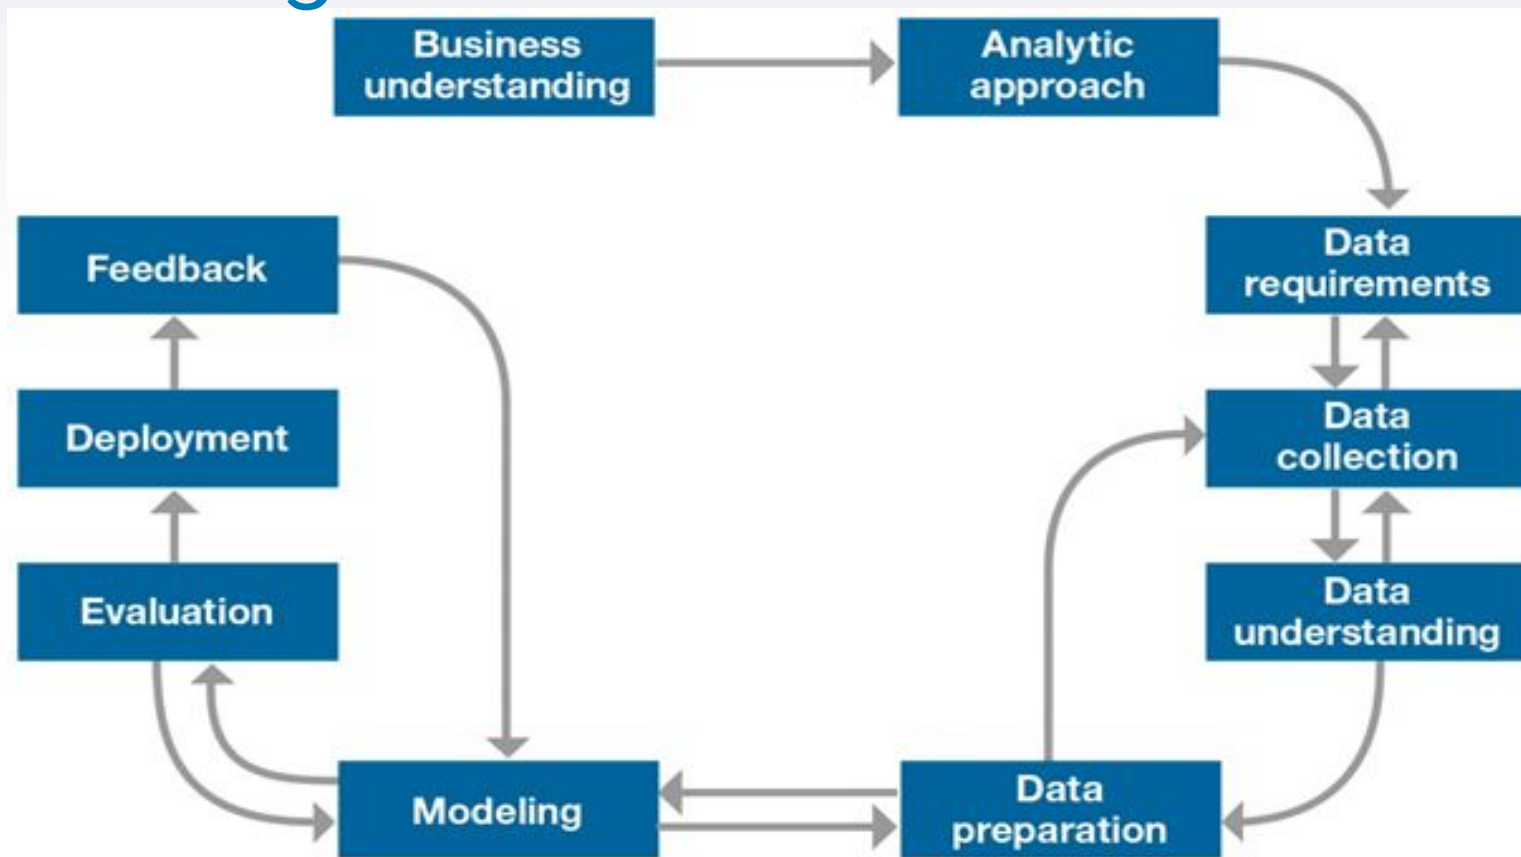 Business
understanding
Analytic
approach
Data
requirements
Data
collection
Data
understanding
Data
preparation
Modeling
Evaluation
Deployment
Feedback